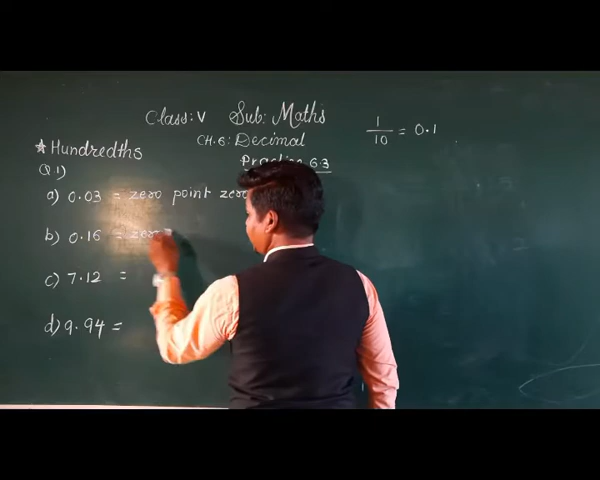 Class: V Sub: Maths
CH.6: Decimal
Practice 6.3
1/10 = 0.1
* Hundredths
Q.1)
a) 0.03 = zero point zero
b) 0.16 = zero
c) 7.12 =
d) 9.94 =